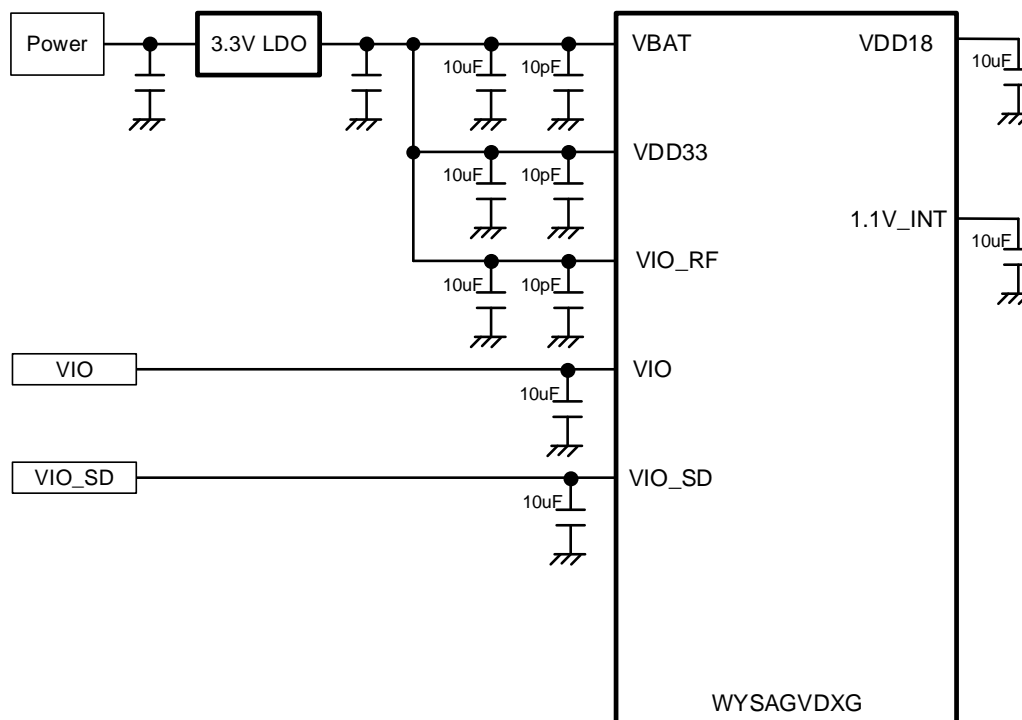 Power
3.3V LDO
VBAT
VDD18
10uF
10pF
10uF
VDD33
10uF
10pF
1.1V_INT
10uF
VIO_RF
10uF
10pF
VIO
VIO
10uF
VIO_SD
VIO_SD
10uF
WYSAGVDXG